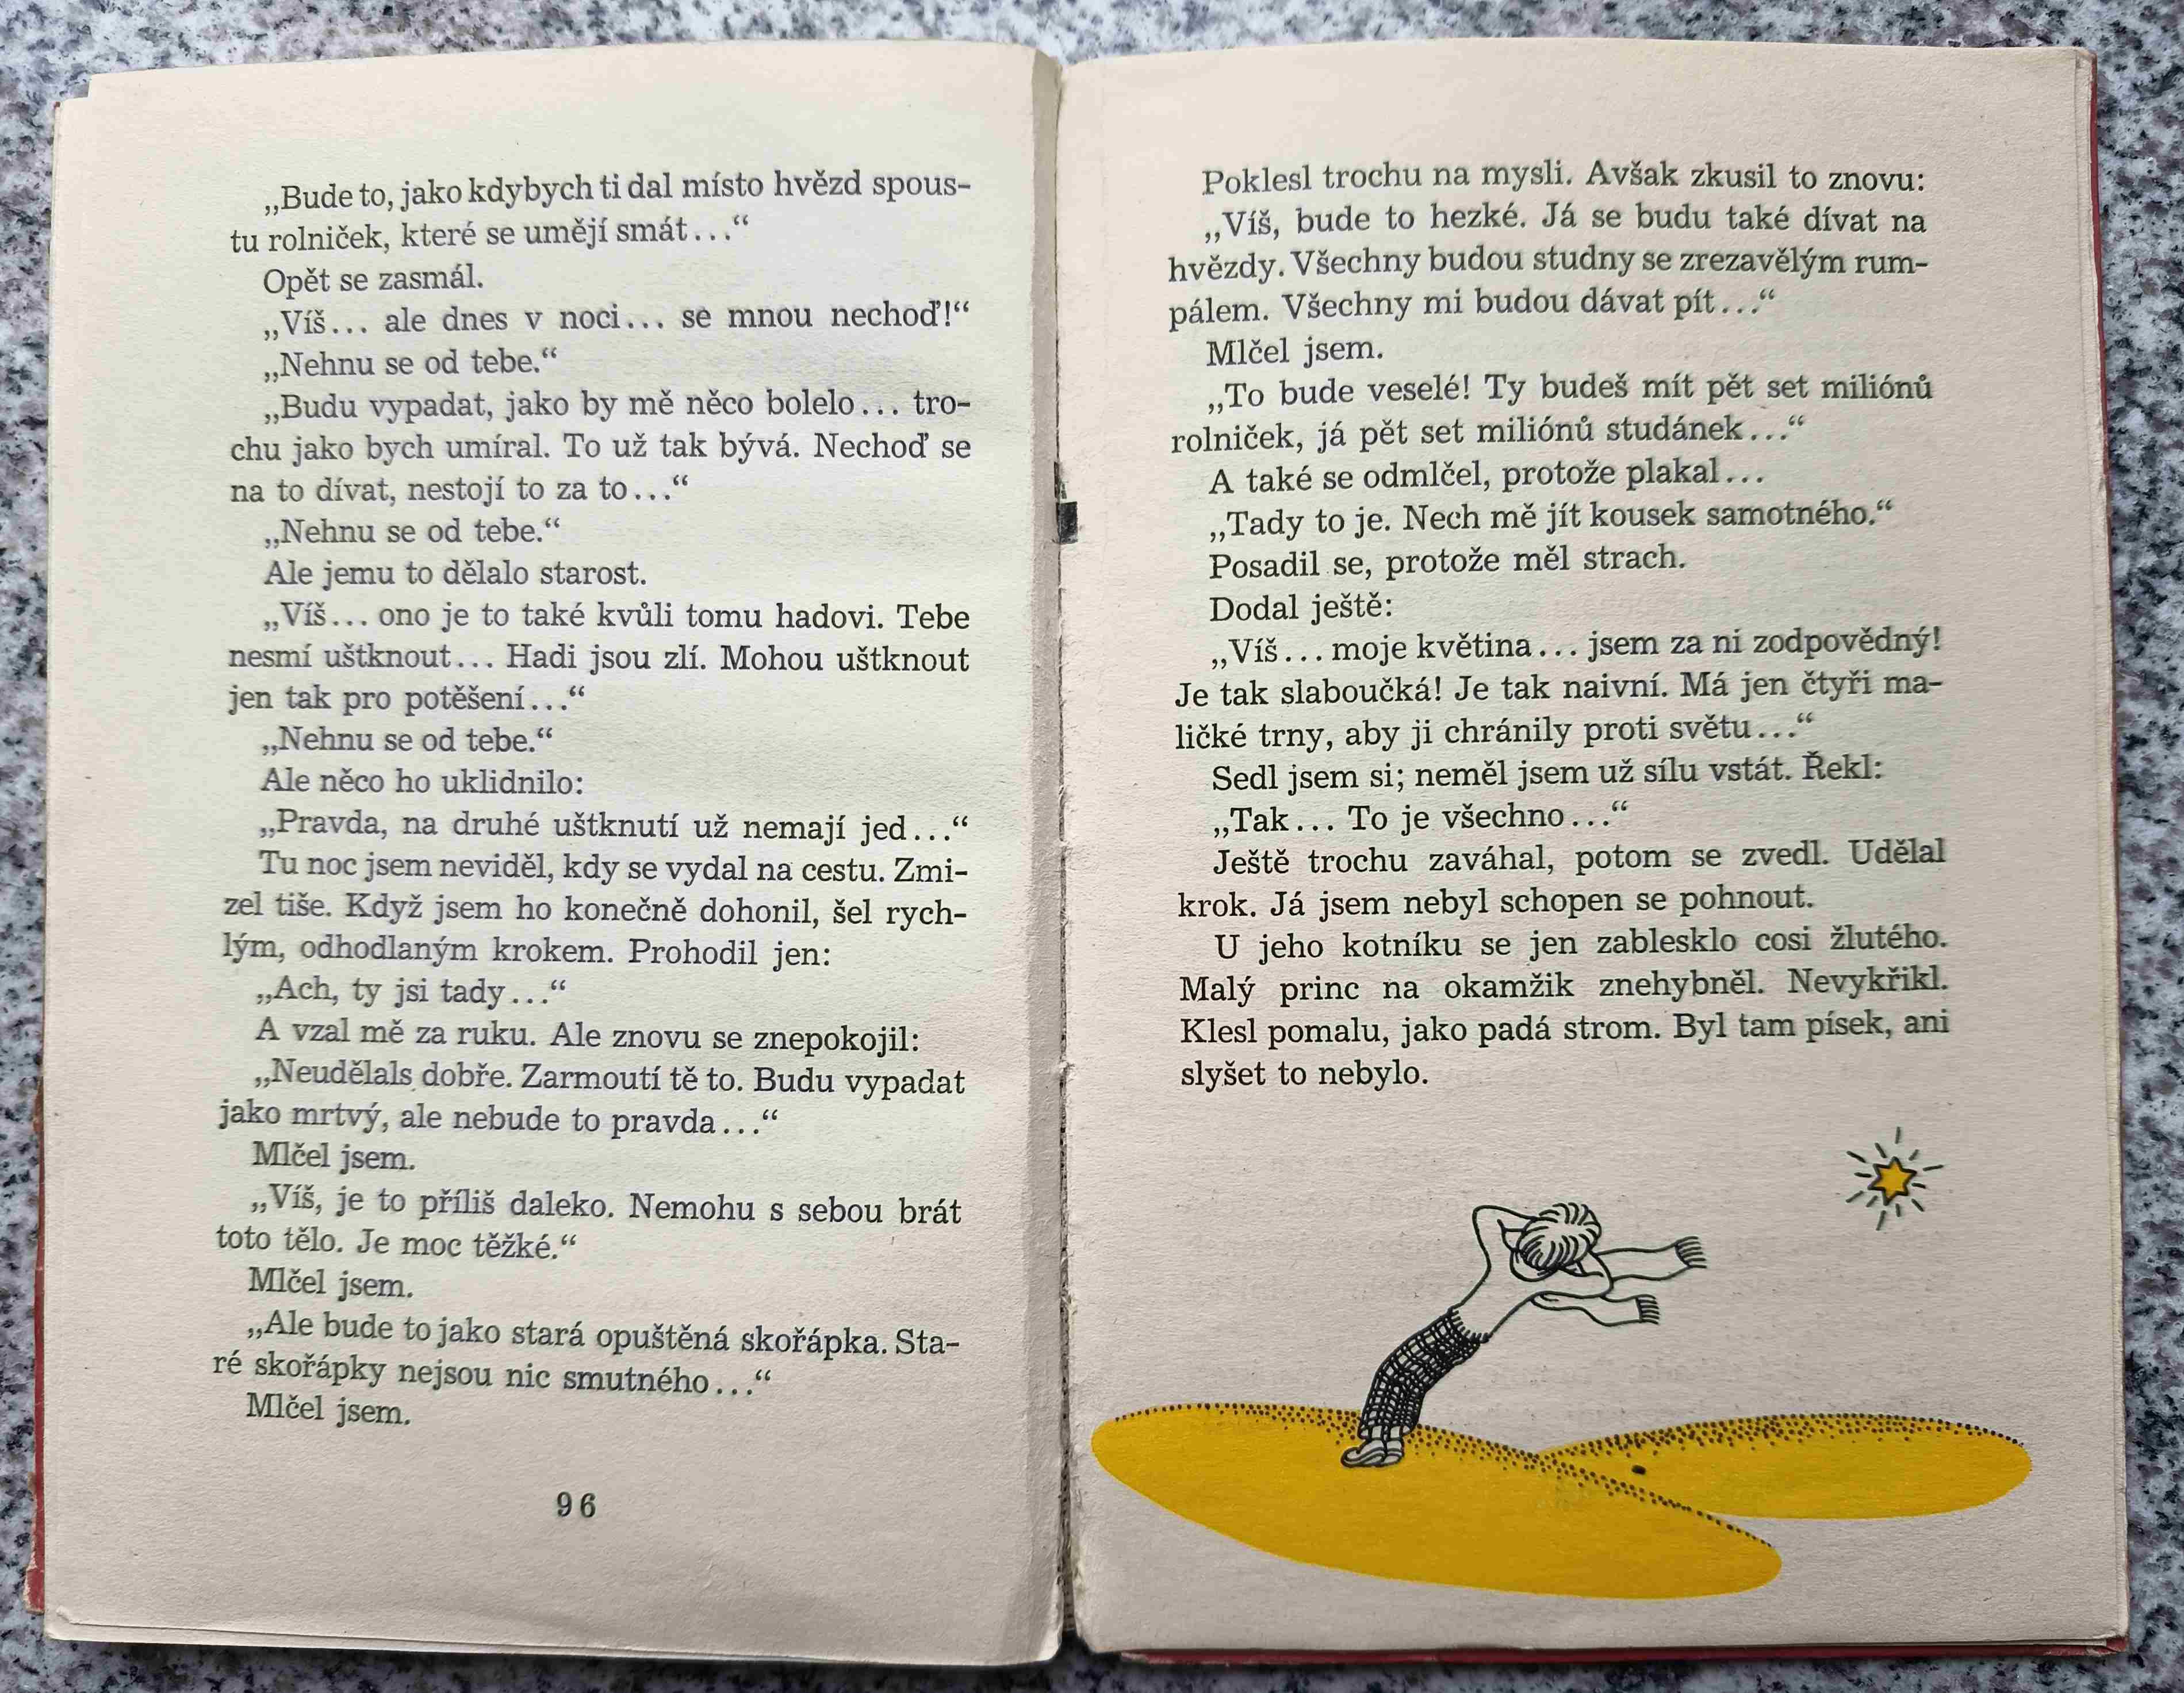 „Bude to, jako kdybych ti dal místo hvězd spous-
tu rolniček, které se umějí smát...“
Opět se zasmál.
„Víš... ale dnes v noci... se mnou nechoď!“
„Nehnu se od tebe.“
„Budu vypadat, jako by mě něco bolelo... tro-
chu jako bych umíral. To už tak bývá. Nechoď se
na to dívat, nestojí to za to...“
„Nehnu se od tebe.“
Ale jemu to dělalo starost.
„Víš... ono je to také kvůli tomu hadovi. Tebe
nesmí uštknout... Hadi jsou zlí. Mohou uštknout
jen tak pro potěšení...“
„Nehnu se od tebe.“
Ale něco ho uklidnilo:
„Pravda, na druhé uštknutí už nemají jed...“
Tu noc jsem neviděl, kdy se vydal na cestu. Zmi-
zel tiše. Když jsem ho konečně dohonil, šel rych-
lým, odhodlaným krokem. Prohodil jen:
„Ach, ty jsi tady...“
A vzal mě za ruku. Ale znovu se znepokojil:
„Neudělals dobře. Zarmoutí tě to. Budu vypadat
jako mrtvý, ale nebude to pravda...“
Mlčel jsem.
„Víš, je to příliš daleko. Nemohu s sebou brát
toto tělo. Je moc těžké.“
Mlčel jsem.
„Ale bude to jako stará opuštěná skořápka. Sta-
ré skořápky nejsou nic smutného...“
Mlčel jsem.
96
Poklesl trochu na mysli. Avšak zkusil to znovu:
„Víš, bude to hezké. Já se budu také dívat na
hvězdy. Všechny budou studny se zrezavělým rum-
pálem. Všechny mi budou dávat pít...“
Mlčel jsem.
„To bude veselé! Ty budeš mít pět set miliónů
rolniček, já pět set miliónů studánek...“
A také se odmlčel, protože plakal...
„Tady to je. Nech mě jít kousek samotného.“
Posadil se, protože měl strach.
Dodal ještě:
„Víš... moje květina... jsem za ni zodpovědný!
Je tak slaboučká! Je tak naivní. Má jen čtyři ma-
ličké trny, aby ji chránily proti světu...“
Sedl jsem si; neměl jsem už sílu vstát. Řekl:
„Tak... To je všechno...“
Ještě trochu zaváhal, potom se zvedl. Udělal
krok. Já jsem nebyl schopen se pohnout.
U jeho kotníku se jen zablesklo cosi žlutého.
Malý princ na okamžik znehybněl. Nevykřikl.
Klesl pomalu, jako padá strom. Byl tam písek, ani
slyšet to nebylo.